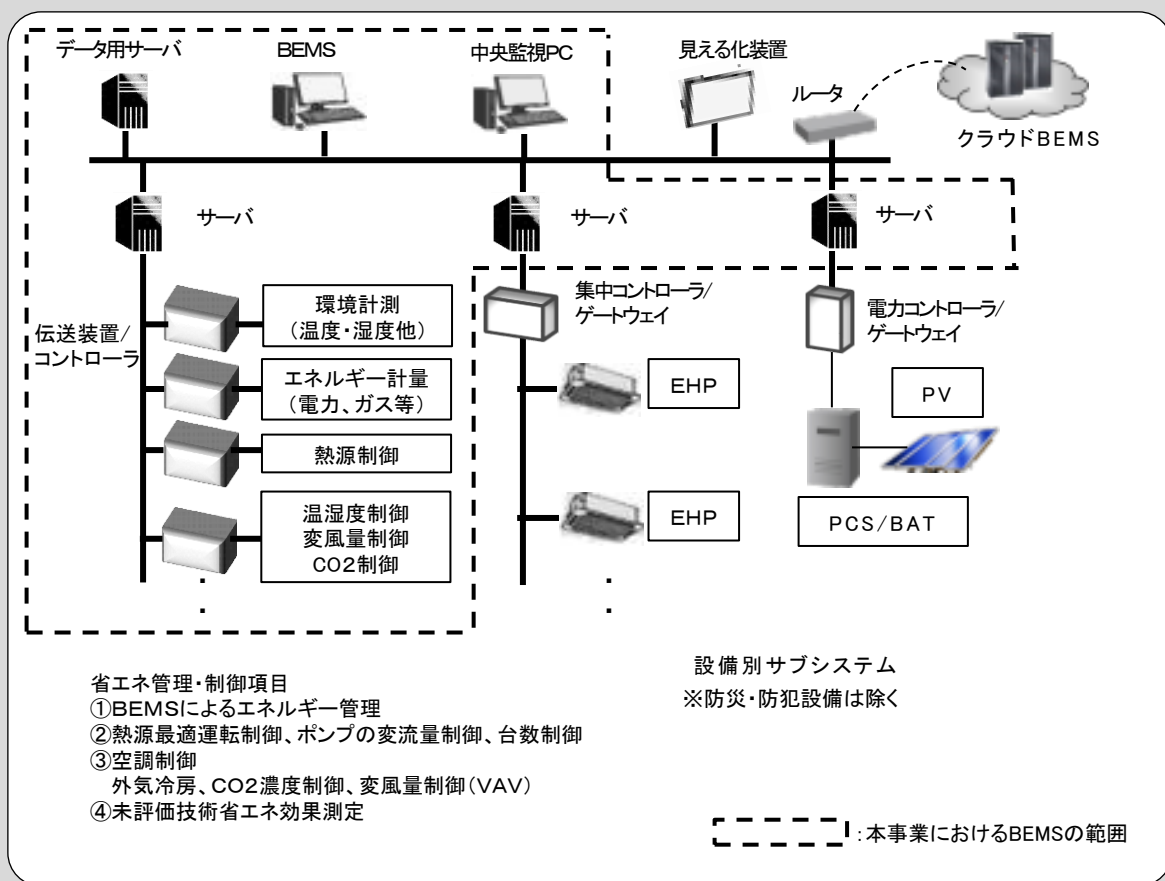 データ用サーバ
BEMS
中央監視PC
見える化装置
ルータ
クラウドBEMS
サーバ
サーバ
サーバ
伝送装置/
コントローラ
環境計測
(温度・湿度他)
エネルギー計量
(電力、ガス等)
熱源制御
温湿度制御
変風量制御
CO2制御
集中コントローラ/
ゲートウェイ
EHP
EHP
電力コントローラ/
ゲートウェイ
PV
PCS/BAT
設備別サブシステム
※防災・防犯設備は除く
省エネ管理・制御項目
①BEMSによるエネルギー管理
②熱源最適運転制御、ポンプの変流量制御、台数制御
③空調制御
外気冷房、CO2濃度制御、変風量制御(VAV)
④未評価技術省エネ効果測定
:本事業におけるBEMSの範囲